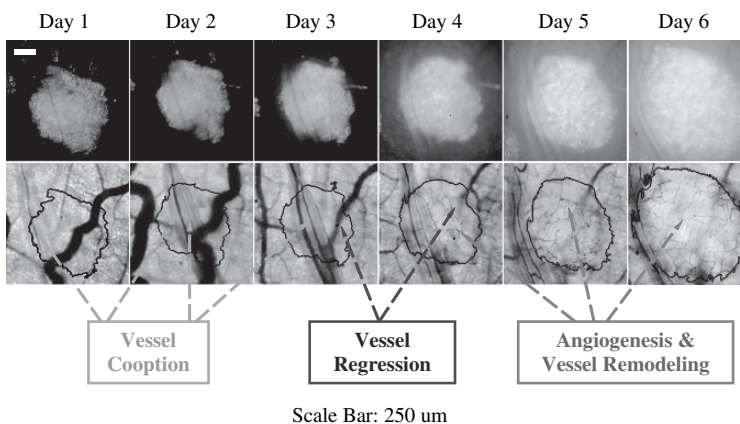 Day 1 Day 2 Day 3 Day 4 Day 5 Day 6
Vessel
Cooption
Vessel
Regression
Angiogenesis &
Vessel Remodeling
Scale Bar: 250 um